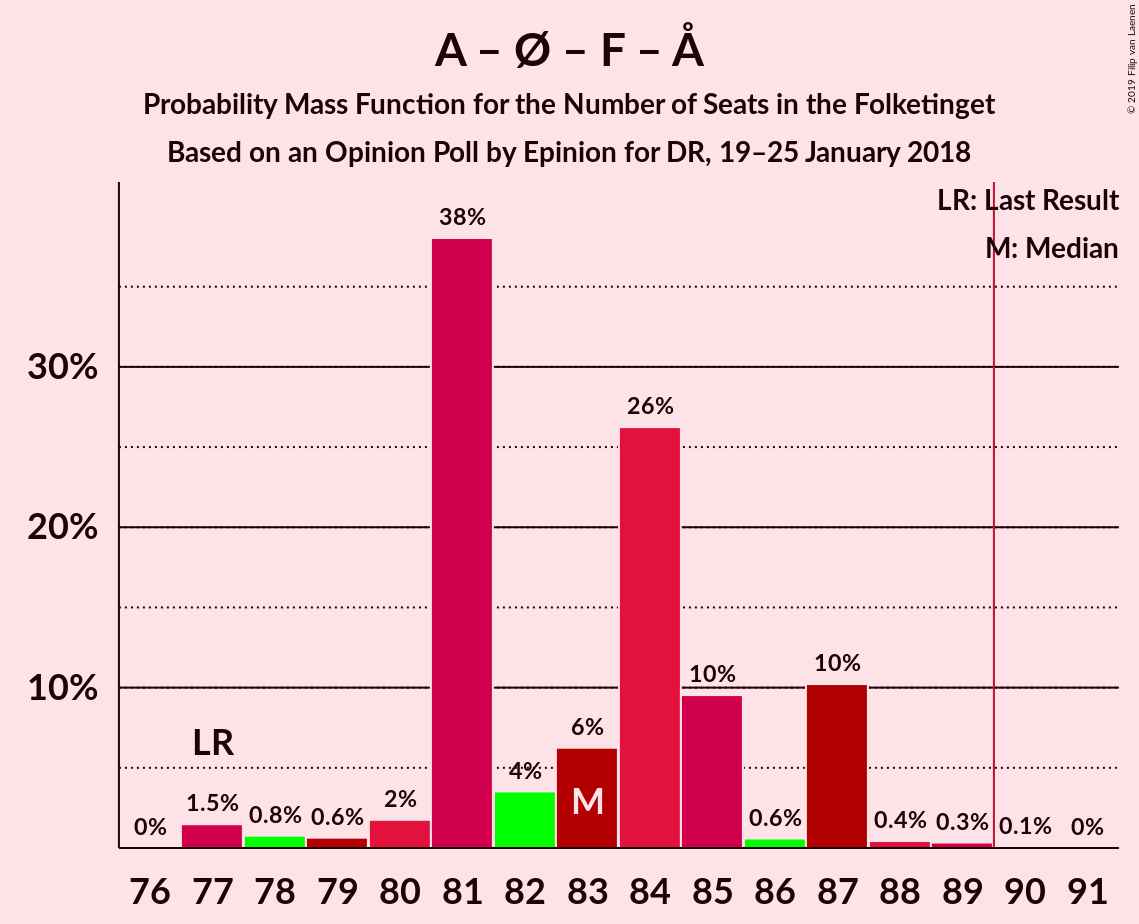 A – Ø – F – Å
Probability Mass Function for the Number of Seats in the Folketinget
Based on an Opinion Poll by Epinion for DR, 19–25 January 2018
© 2019 Filip van Laenen
LR: Last Result
M: Median
38%
30%
26%
20%
10%
10%
10%
6%
LR
4%
M
0%
1.5%
0.8%
0.6%
2%
0.6%
0.4%
0.3%
0.1%
0%
76 77 78 79 80 81 82 83 84 85 86 87 88 89 90 91